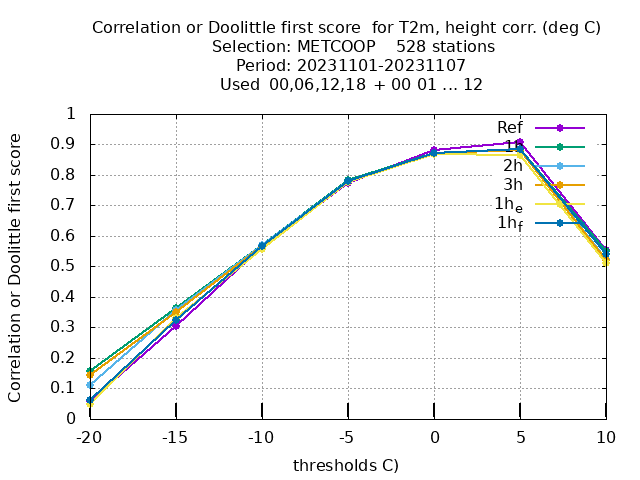 Correlation or Doolittle first score  for T2m, height corr. (deg C)
Selection: METCOOP    528 stations
Period: 20231101-20231107
Used  00,06,12,18  + 00 01 ... 12
Correlation or Doolittle first score
1
0.9
0.8
0.7
0.6
0.5
0.4
0.3
0.2
0.1
0
-20
-15
-10
-5
0
5
10
thresholds C)
Ref
1h
2h
3h
1he
1hf